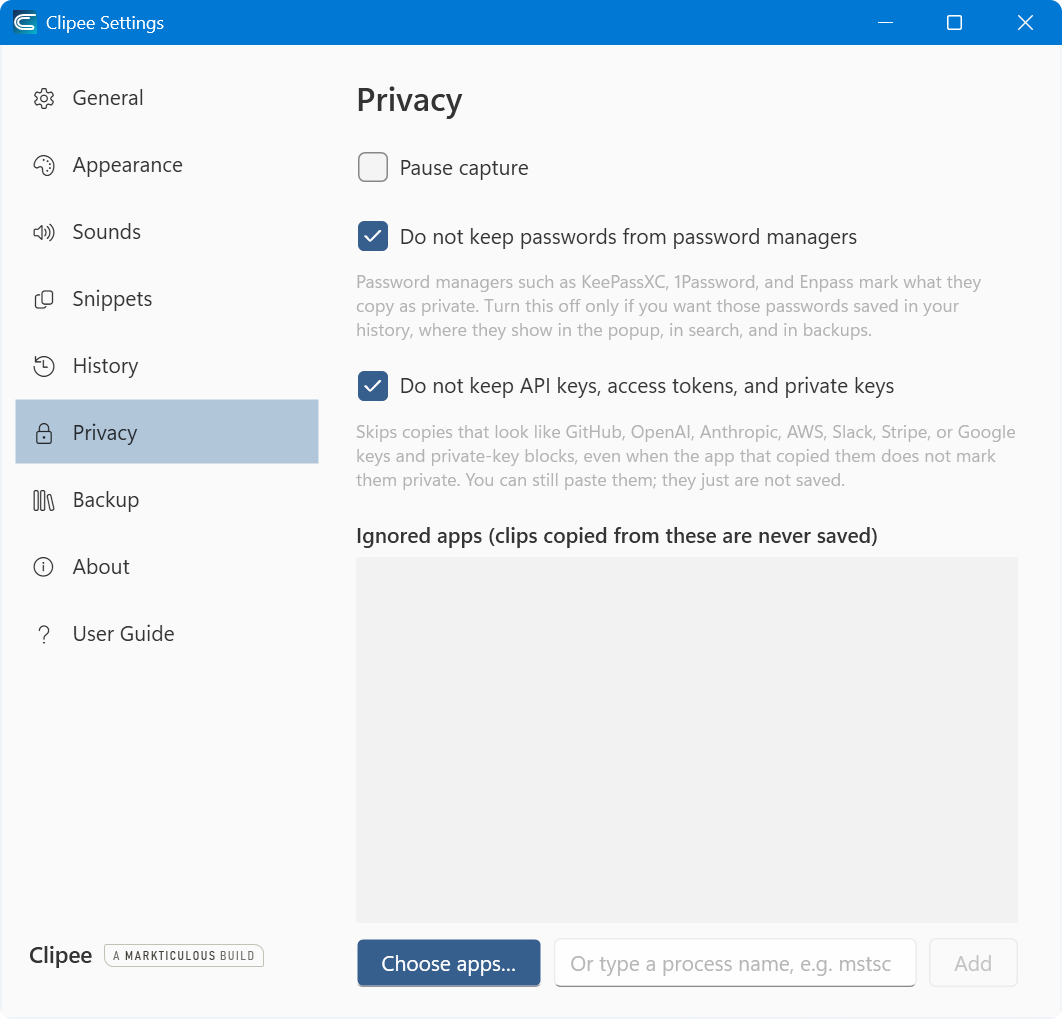 Clipee Settings
General
Appearance
Sounds
Snippets
History
Privacy
Backup
About
User Guide
Clipee
A MARKTICULOUS BUILD
Privacy
Pause capture
Do not keep passwords from password managers
Password managers such as KeePassXC, 1Password, and Enpass mark what they
copy as private. Turn this off only if you want those passwords saved in your
history, where they show in the popup, in search, and in backups.
Do not keep API keys, access tokens, and private keys
Skips copies that look like GitHub, OpenAI, Anthropic, AWS, Slack, Stripe, or Google
keys and private-key blocks, even when the app that copied them does not mark
them private. You can still paste them; they just are not saved.
Ignored apps (clips copied from these are never saved)
Choose apps...
Or type a process name, e.g. mstsc
Add